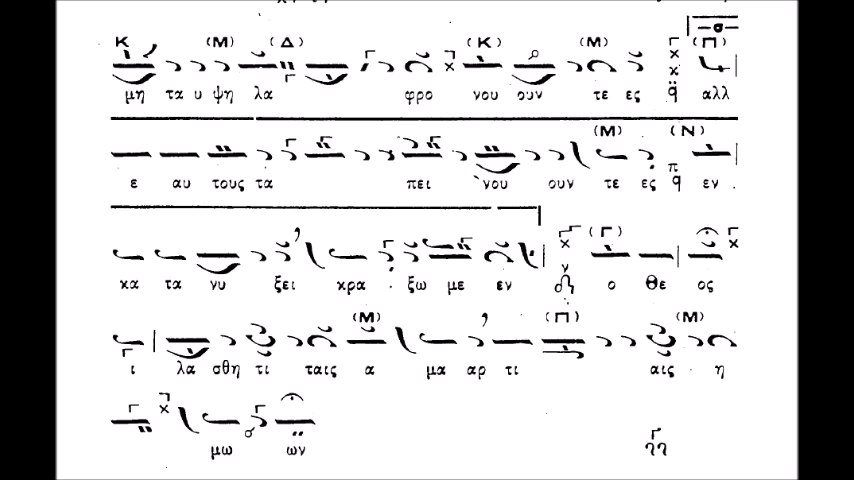 Κ (Μ) (Δ) (Κ) (Μ) (Π)
μη τα υ ψη λα φρο νου ουν τε ες αλλ
(Μ) (Ν)
ε αυ τους τα πει νου ουν τε ες εν
(Γ)
κα τα νυ ξει κρα ξω με εν ο Θε ος
(Μ) (Π) (Μ)
ι λα σθη τι ταις α μα αρ τι αις η
μω ων